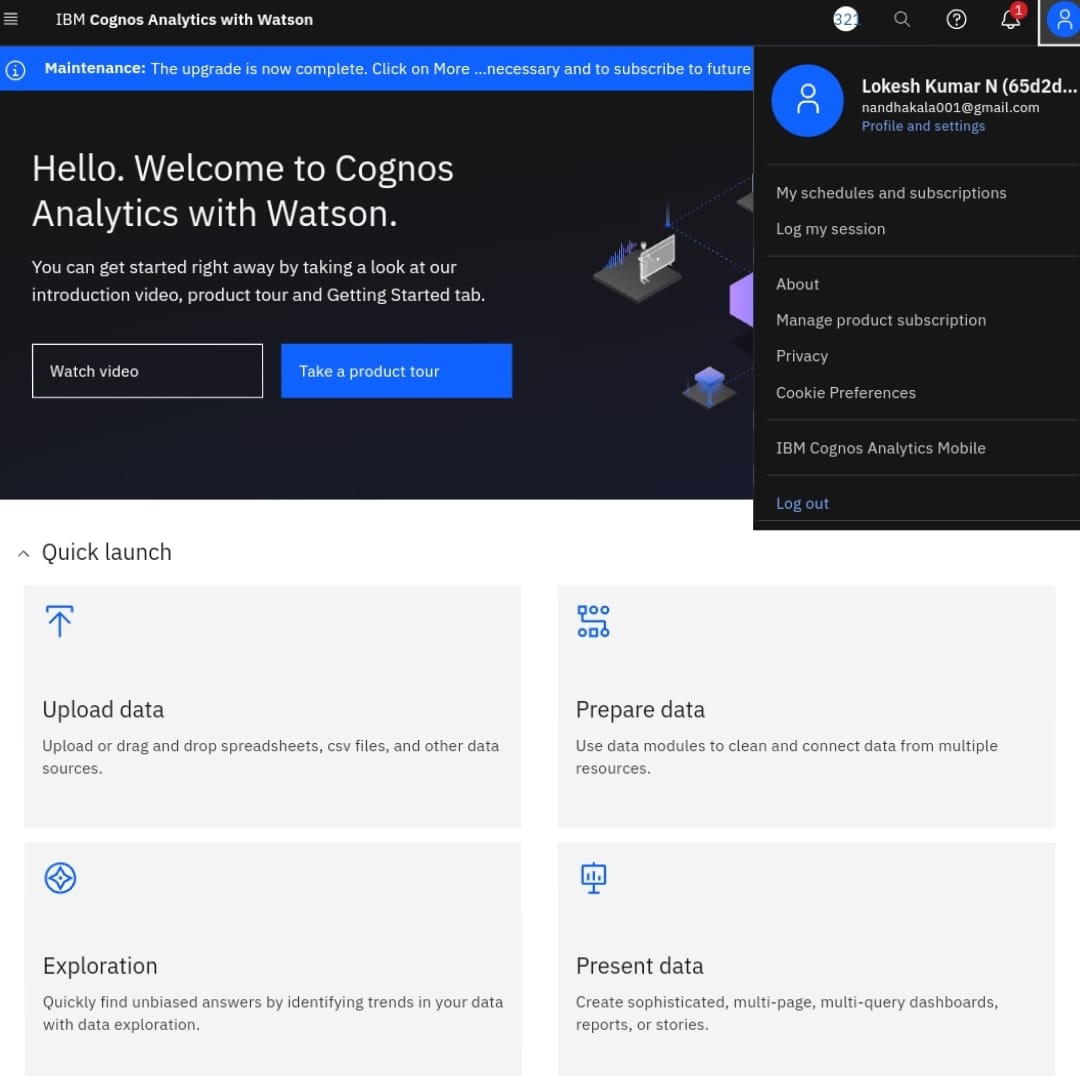 IBM Cognos Analytics with Watson
321
1
Maintenance: The upgrade is now complete. Click on More ...necessary and to subscribe to future
Lokesh Kumar N (65d2d...
nandhakala001@gmail.com
Profile and settings
My schedules and subscriptions
Log my session
About
Manage product subscription
Privacy
Cookie Preferences
IBM Cognos Analytics Mobile
Log out
Hello. Welcome to Cognos
Analytics with Watson.
You can get started right away by taking a look at our
introduction video, product tour and Getting Started tab.
Watch video
Take a product tour
Quick launch
Upload data
Upload or drag and drop spreadsheets, csv files, and other data
sources.
Prepare data
Use data modules to clean and connect data from multiple
resources.
Exploration
Quickly find unbiased answers by identifying trends in your data
with data exploration.
Present data
Create sophisticated, multi-page, multi-query dashboards,
reports, or stories.